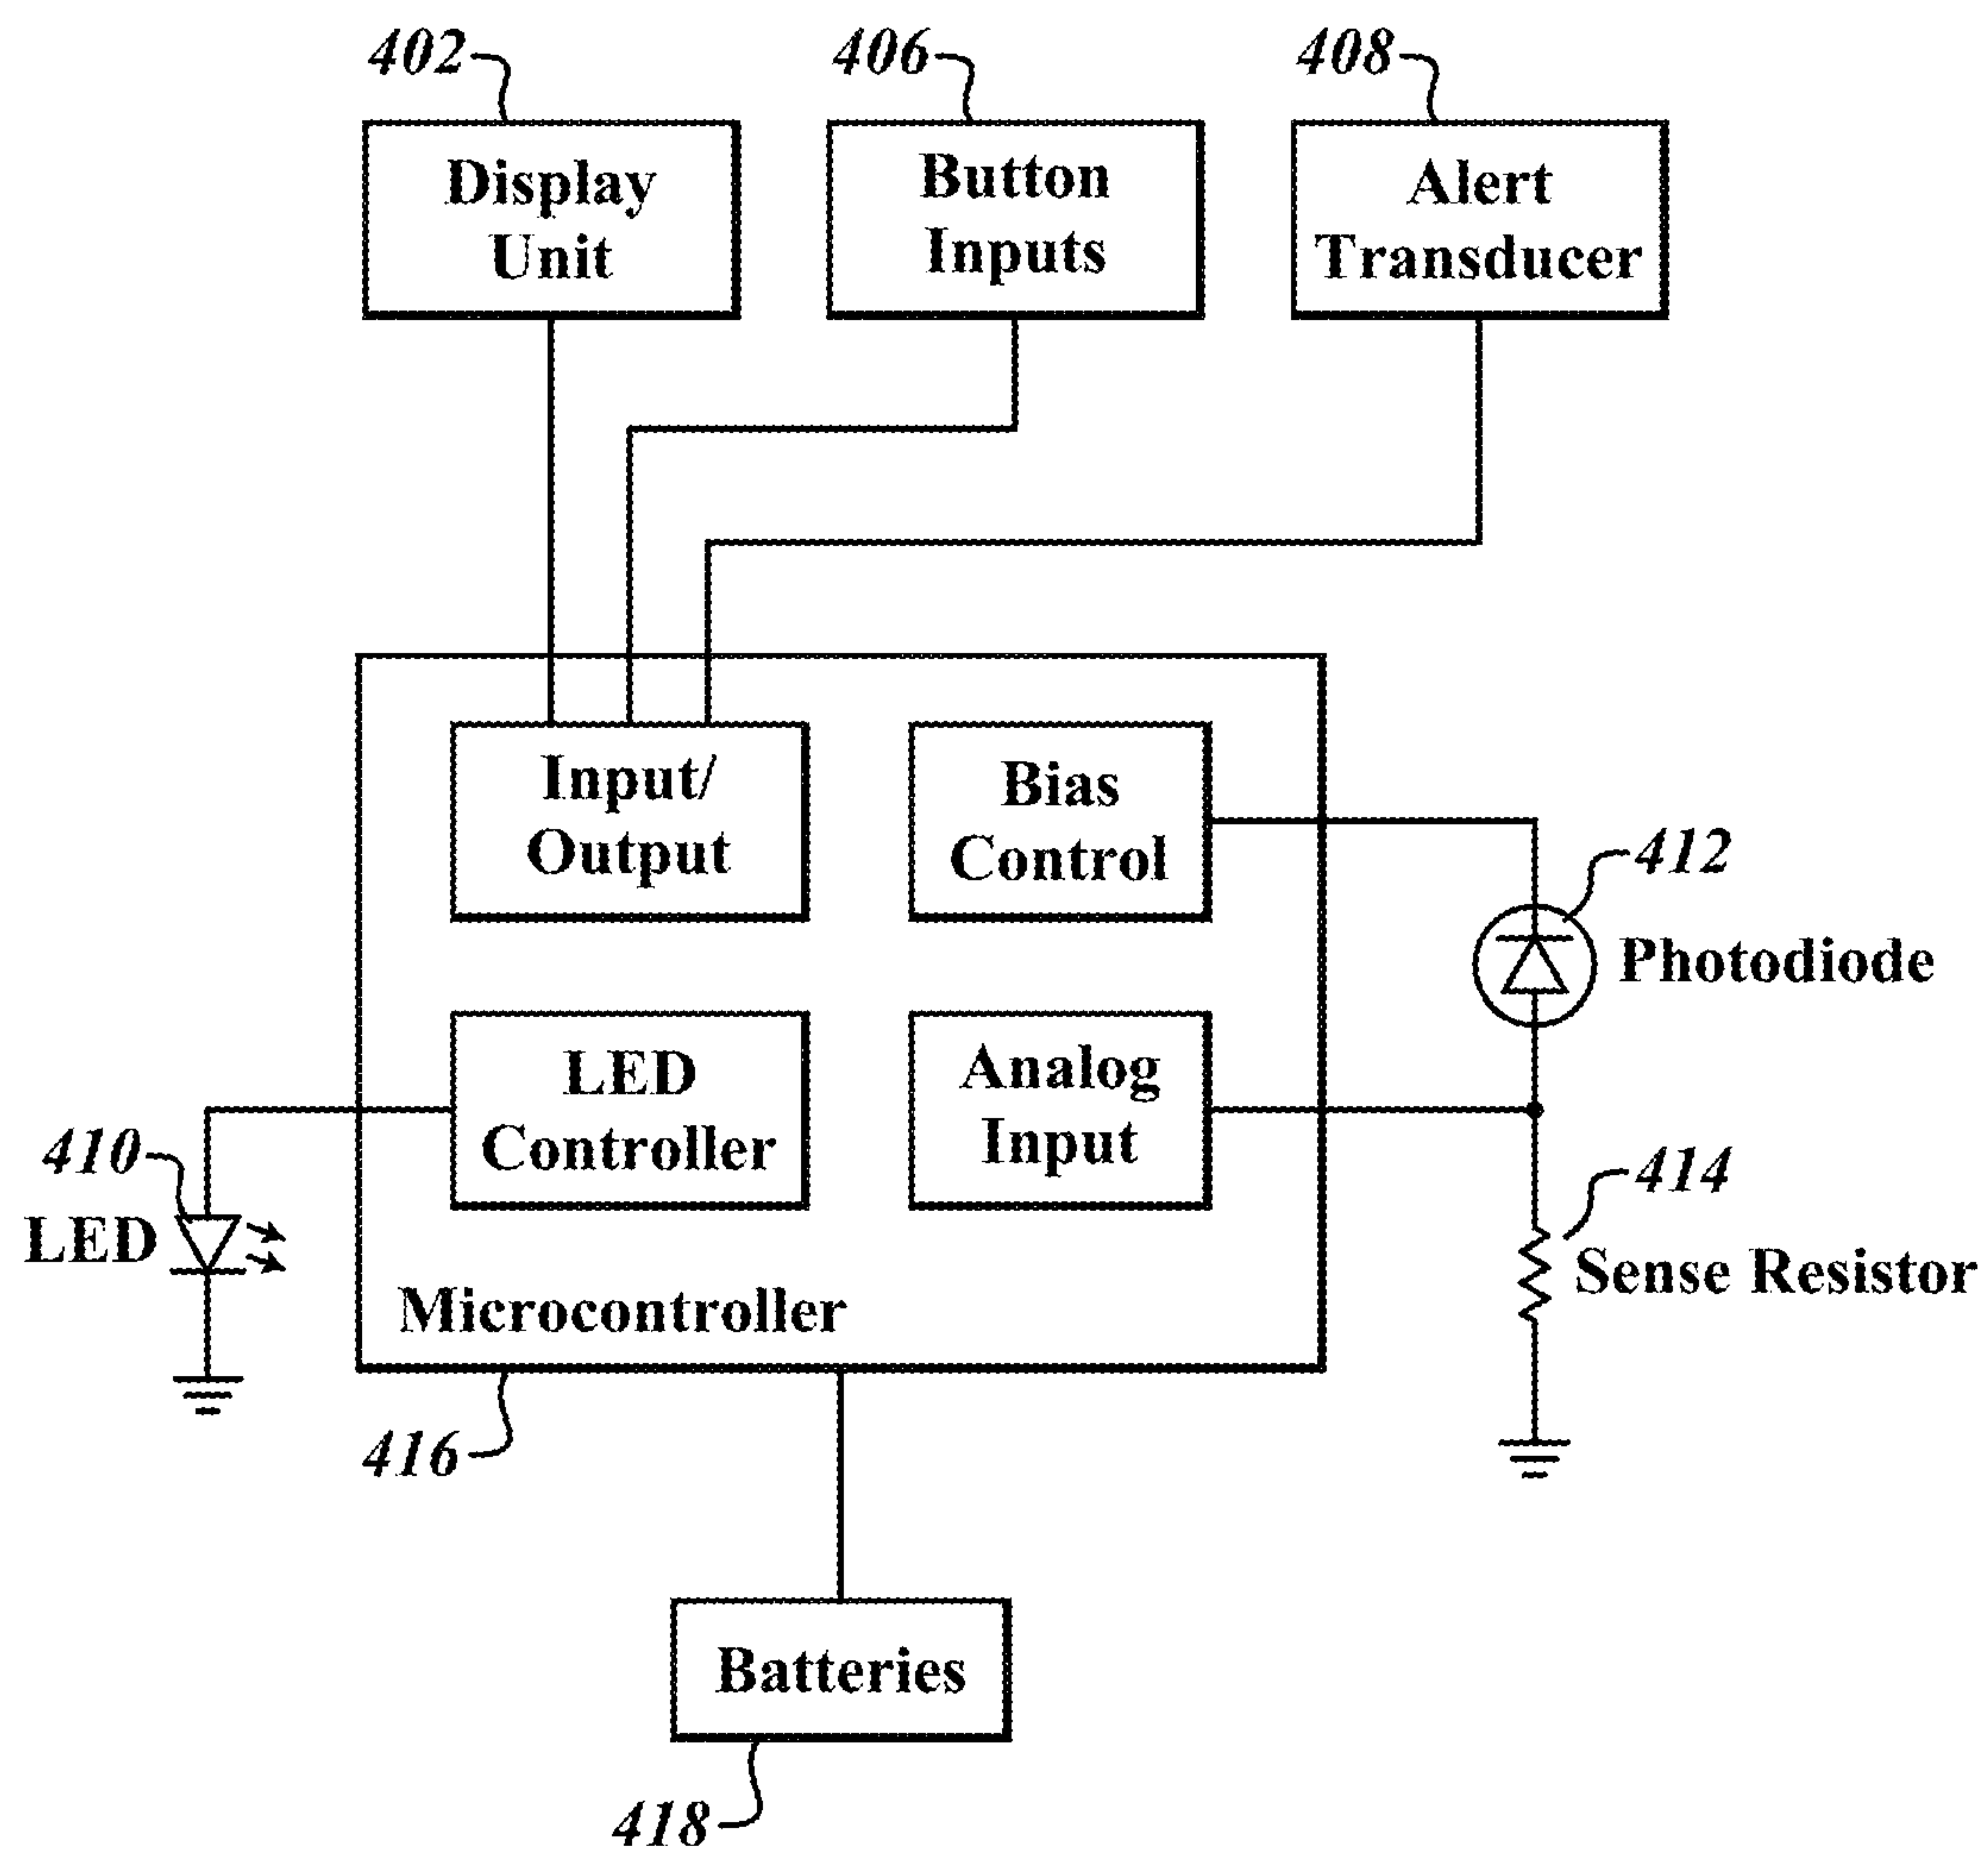 402
406
408
Display
Unit
Button
Inputs
Alert
Transducer
Input/
Output
Bias
Control
412
Photodiode
LED
Controller
Analog
Input
410
LED
414
Sense Resistor
Microcontroller
416
Batteries
418